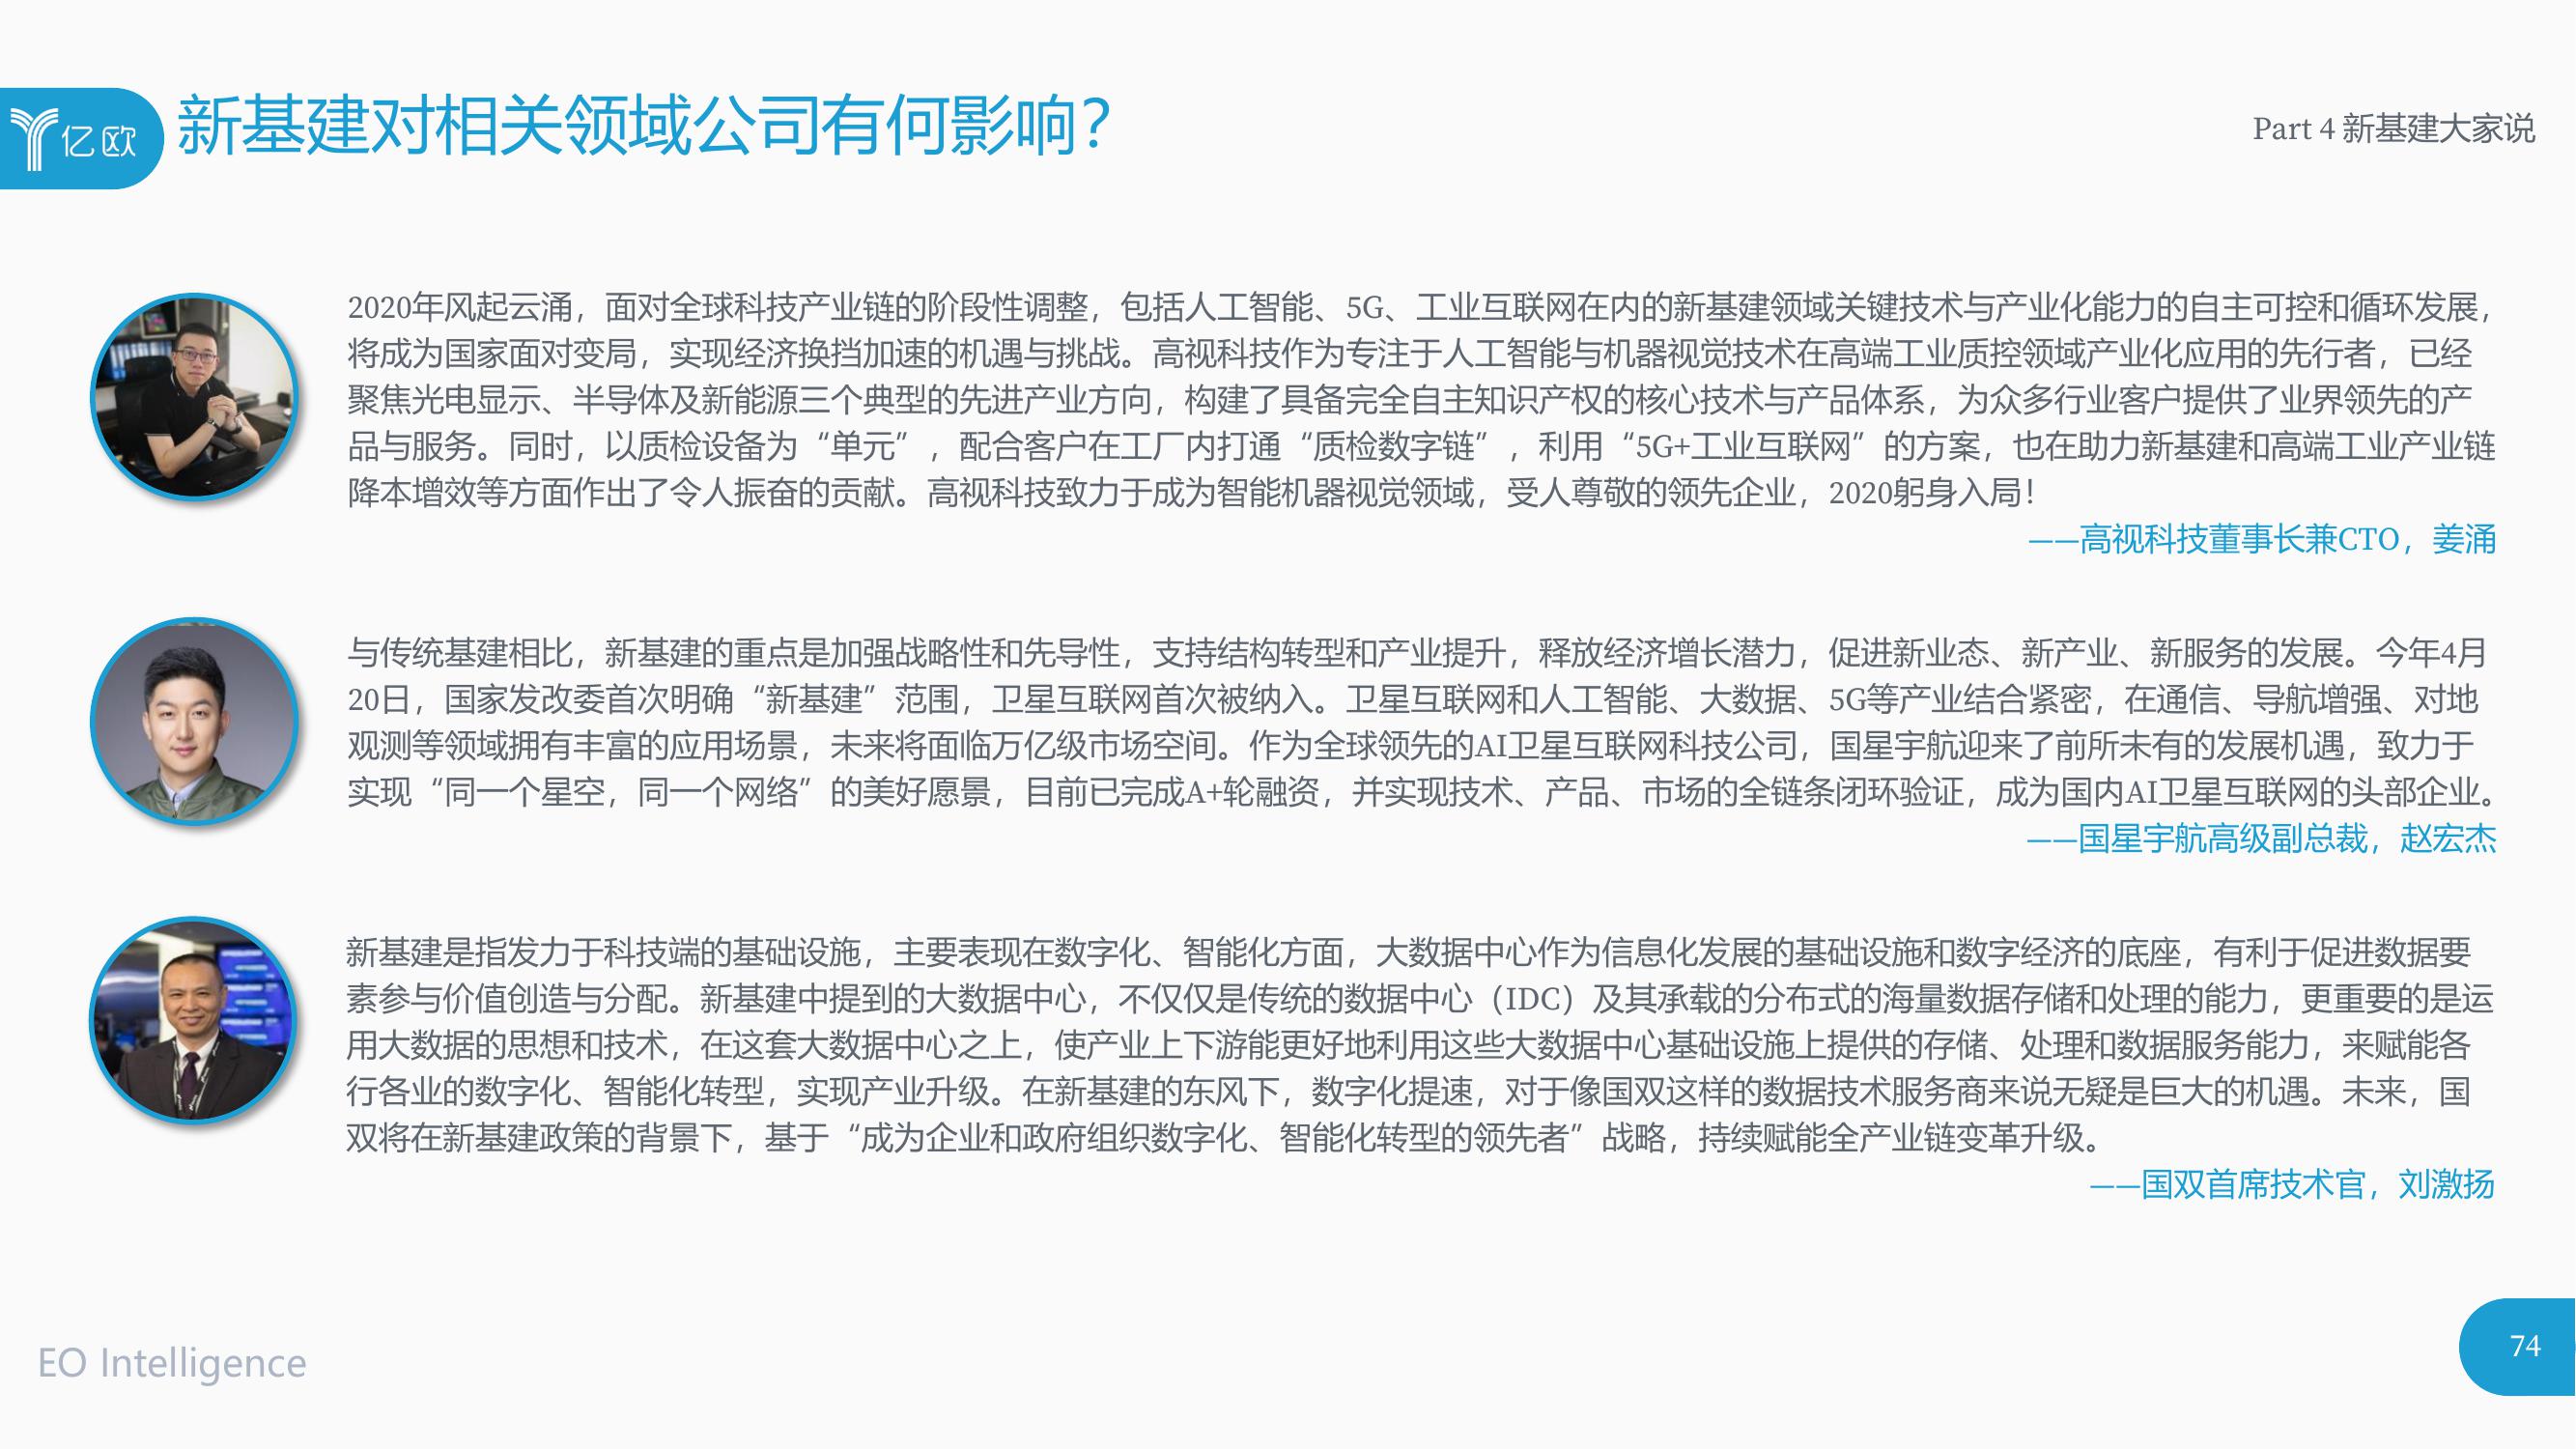 亿欧
新基建对相关领域公司有何影响？
Part 4 新基建大家说
2020年风起云涌，面对全球科技产业链的阶段性调整，包括人工智能、5G、工业互联网在内的新基建领域关键技术与产业化能力的自主可控和循环发展，
将成为国家面对变局，实现经济换挡加速的机遇与挑战。高视科技作为专注于人工智能与机器视觉技术在高端工业质控领域产业化应用的先行者，已经
聚焦光电显示、半导体及新能源三个典型的先进产业方向，构建了具备完全自主知识产权的核心技术与产品体系，为众多行业客户提供了业界领先的产
品与服务。同时，以质检设备为“单元”，配合客户在工厂内打通“质检数字链”，利用“5G+工业互联网”的方案，也在助力新基建和高端工业产业链
降本增效等方面作出了令人振奋的贡献。高视科技致力于成为智能机器视觉领域，受人尊敬的领先企业，2020躬身入局！
——高视科技董事长兼CTO，姜涌
与传统基建相比，新基建的重点是加强战略性和先导性，支持结构转型和产业提升，释放经济增长潜力，促进新业态、新产业、新服务的发展。今年4月
20日，国家发改委首次明确“新基建”范围，卫星互联网首次被纳入。卫星互联网和人工智能、大数据、5G等产业结合紧密，在通信、导航增强、对地
观测等领域拥有丰富的应用场景，未来将面临万亿级市场空间。作为全球领先的AI卫星互联网科技公司，国星宇航迎来了前所未有的发展机遇，致力于
实现“同一个星空，同一个网络”的美好愿景，目前已完成A+轮融资，并实现技术、产品、市场的全链条闭环验证，成为国内AI卫星互联网的头部企业。
——国星宇航高级副总裁，赵宏杰
新基建是指发力于科技端的基础设施，主要表现在数字化、智能化方面，大数据中心作为信息化发展的基础设施和数字经济的底座，有利于促进数据要
素参与价值创造与分配。新基建中提到的大数据中心，不仅仅是传统的数据中心（IDC）及其承载的分布式的海量数据存储和处理的能力，更重要的是运
用大数据的思想和技术，在这套大数据中心之上，使产业上下游能更好地利用这些大数据中心基础设施上提供的存储、处理和数据服务能力，来赋能各
行各业的数字化、智能化转型，实现产业升级。在新基建的东风下，数字化提速，对于像国双这样的数据技术服务商来说无疑是巨大的机遇。未来，国
双将在新基建政策的背景下，基于“成为企业和政府组织数字化、智能化转型的领先者”战略，持续赋能全产业链变革升级。
——国双首席技术官，刘激扬
EO Intelligence
74